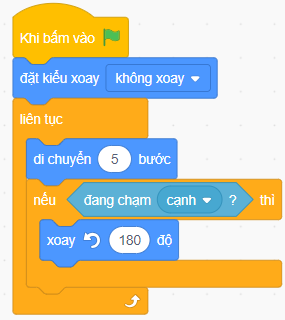 Khi bấm vào
đặt kiểu xoay không xoay
liên tục
di chuyển 5 bước
nếu đang chạm cạnh ? thì
xoay 180 độ